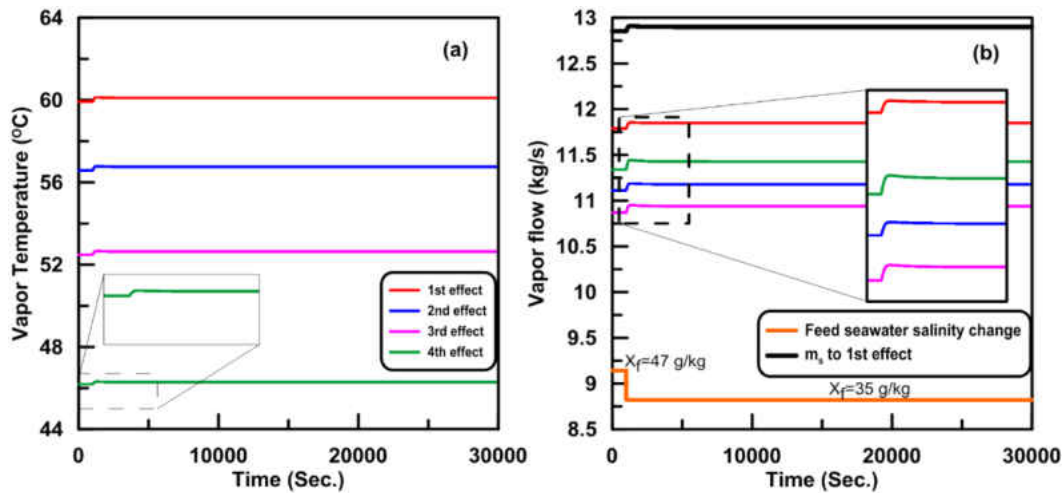 64
60
56
52
48
44
Vapor Temperature (°C)
(a)
1st effect
2nd effect
3rd effect
4th effect
0
10000
20000
30000
Time (Sec.)
13
12.5
12
11.5
11
10.5
10
9.5
9
8.5
Vapor flow (kg/s)
(b)
Feed seawater salinity change
ms to 1st effect
Xf=47 g/kg
Xf=35 g/kg
0
10000
20000
30000
Time (Sec.)